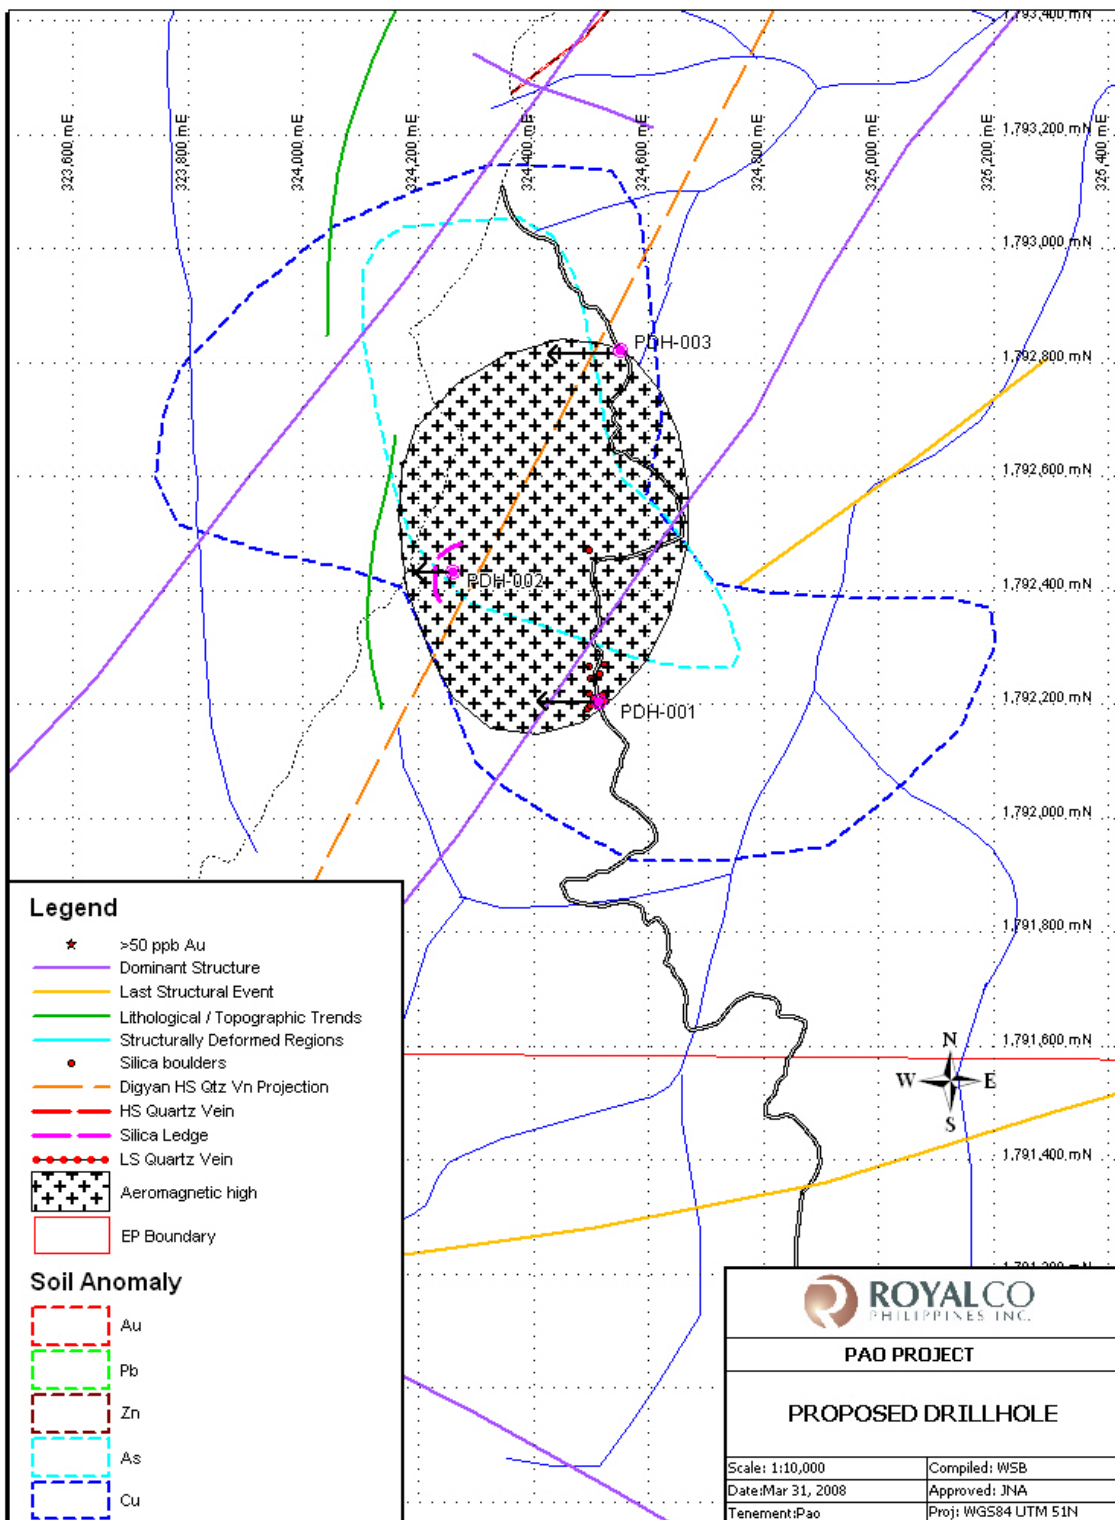 1,793,400 mN
323,600 mE
323,800 mE
324,000 mE
324,200 mE
324,400 mE
324,600 mE
324,800 mE
325,000 mE
325,200 mE
325,400 mE
1,793,200 mN
1,793,000 mN
PDH-003
1,792,800 mN
1,792,600 mN
PDH-002
1,792,400 mN
PDH-001
1,792,200 mN
1,792,000 mN
1,791,800 mN
1,791,600 mN
N
W E
S
1,791,400 mN
1,791,200 mN
Legend
>50 ppb Au
Dominant Structure
Last Structural Event
Lithological / Topographic Trends
Structurally Deformed Regions
Silica boulders
Digyan HS Qtz Vn Projection
HS Quartz Vein
Silica Ledge
LS Quartz Vein
Aeromagnetic high
EP Boundary
Soil Anomaly
Au
Pb
Zn
As
Cu
ROYALCO
PHILIPPINES INC.
PAO PROJECT
PROPOSED DRILLHOLE
Scale: 1:10,000
Compiled: WSB
Date:Mar 31, 2008
Approved: JNA
Tenement:Pao
Proj: WGS84 UTM 51N